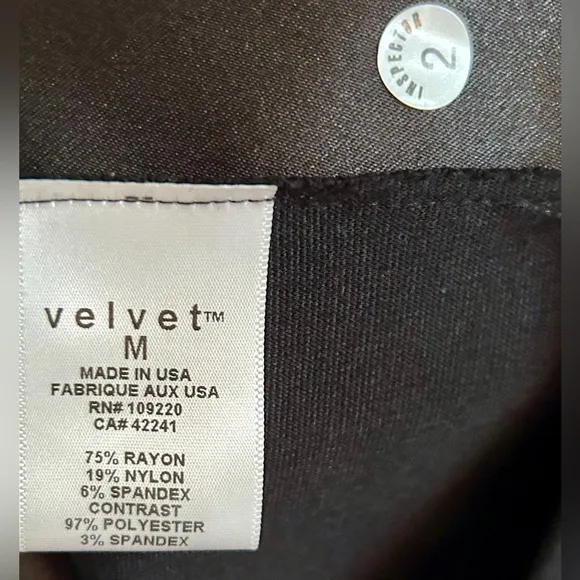 INSPECTOR
2
velvet™
M
MADE IN USA
FABRIQUE AUX USA
RN# 109220
CA# 42241
75% RAYON
19% NYLON
6% SPANDEX
CONTRAST
97% POLYESTER
3% SPANDEX